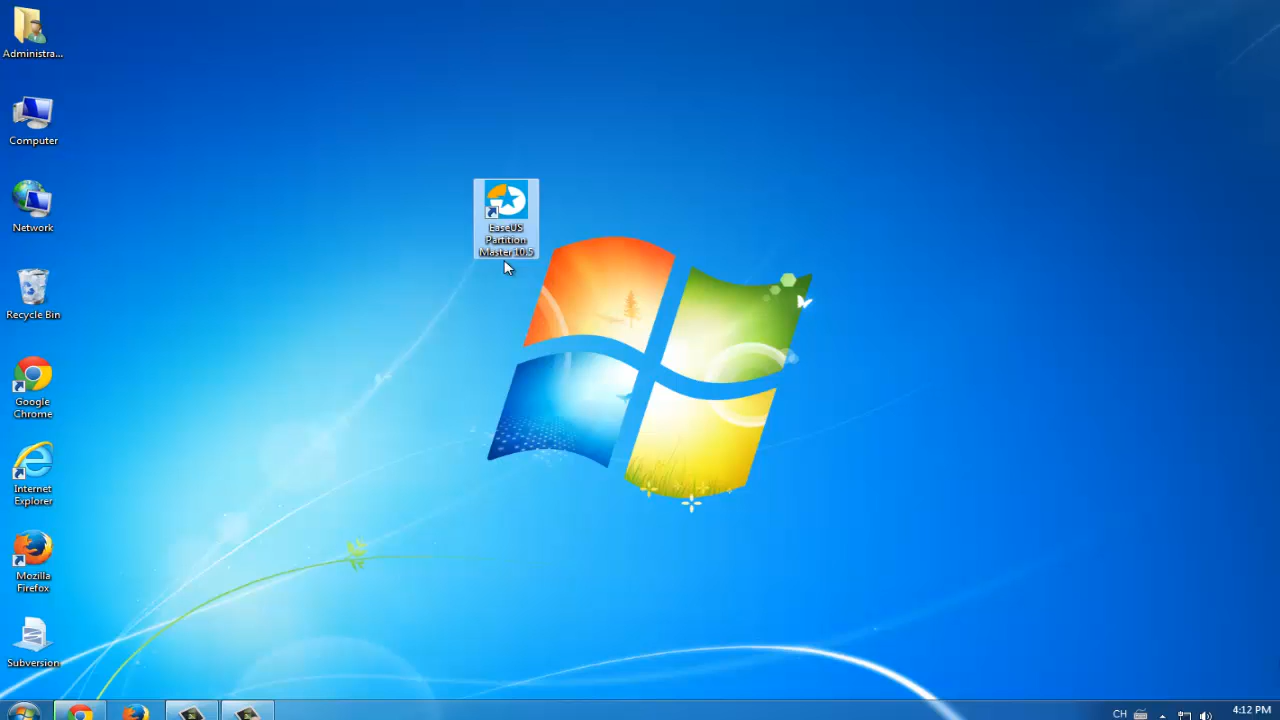 Administra...
Computer
Network
Recycle Bin
Google
Chrome
Internet
Explorer
Mozilla
Firefox
Subversion
EaseUS
Partition
Master 10.5
CH
4:12 PM